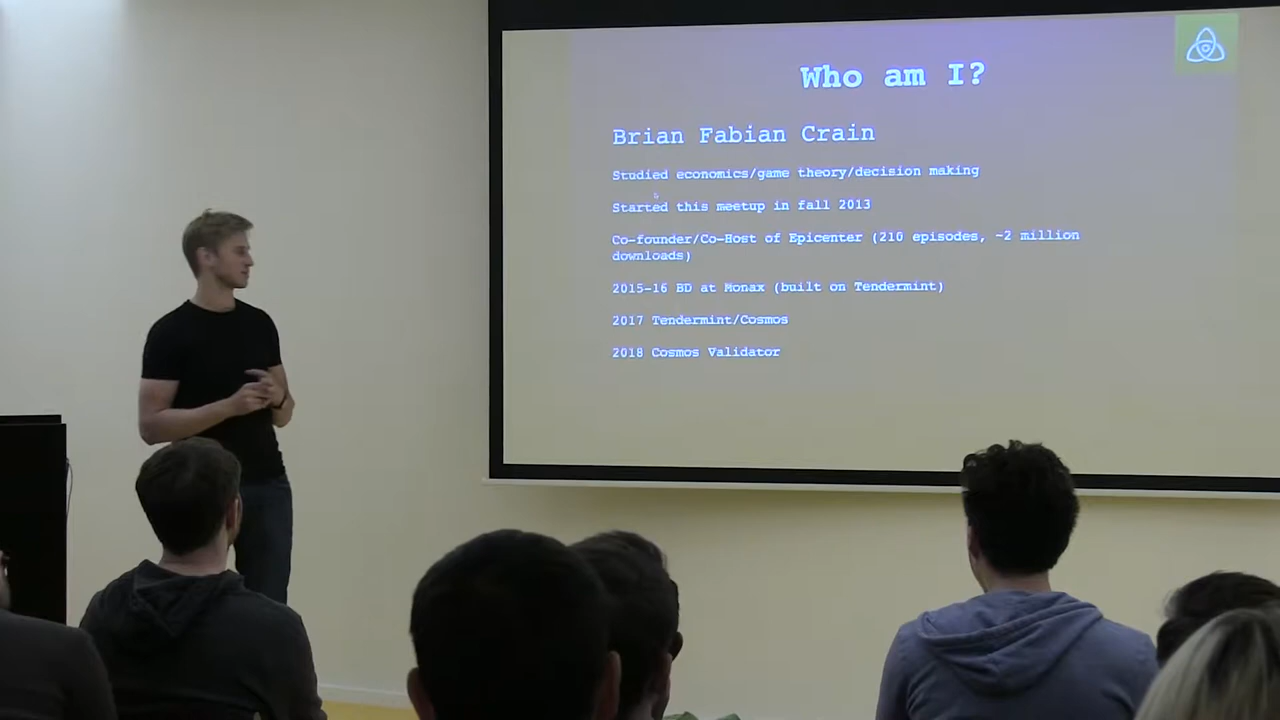 Who am I?
Brian Fabian Crain
Studied economics/game theory/decision making
Started this meetup in fall 2013
Co-founder/Co-Host of Epicenter (210 episodes, ~2 million
downloads)
2015-16 BD at Monax (built on Tendermint)
2017 Tendermint/Cosmos
2018 Cosmos Validator